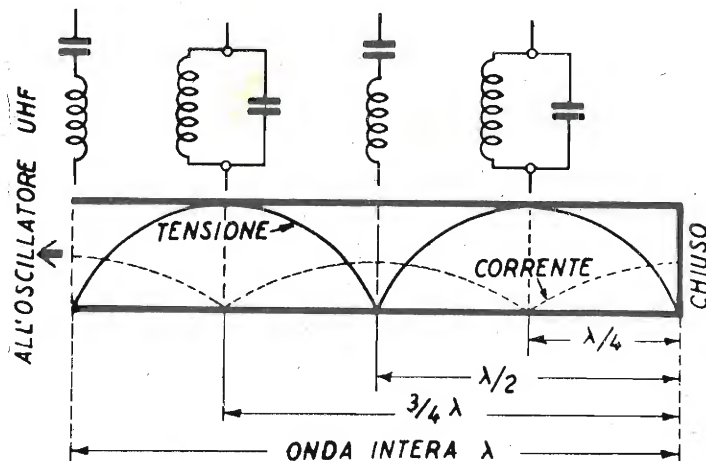 ALL'OSCILLATORE UHF
TENSIONE
CORRENTE
CHIUSO
λ/4
λ/2
3/4 λ
ONDA INTERA λ